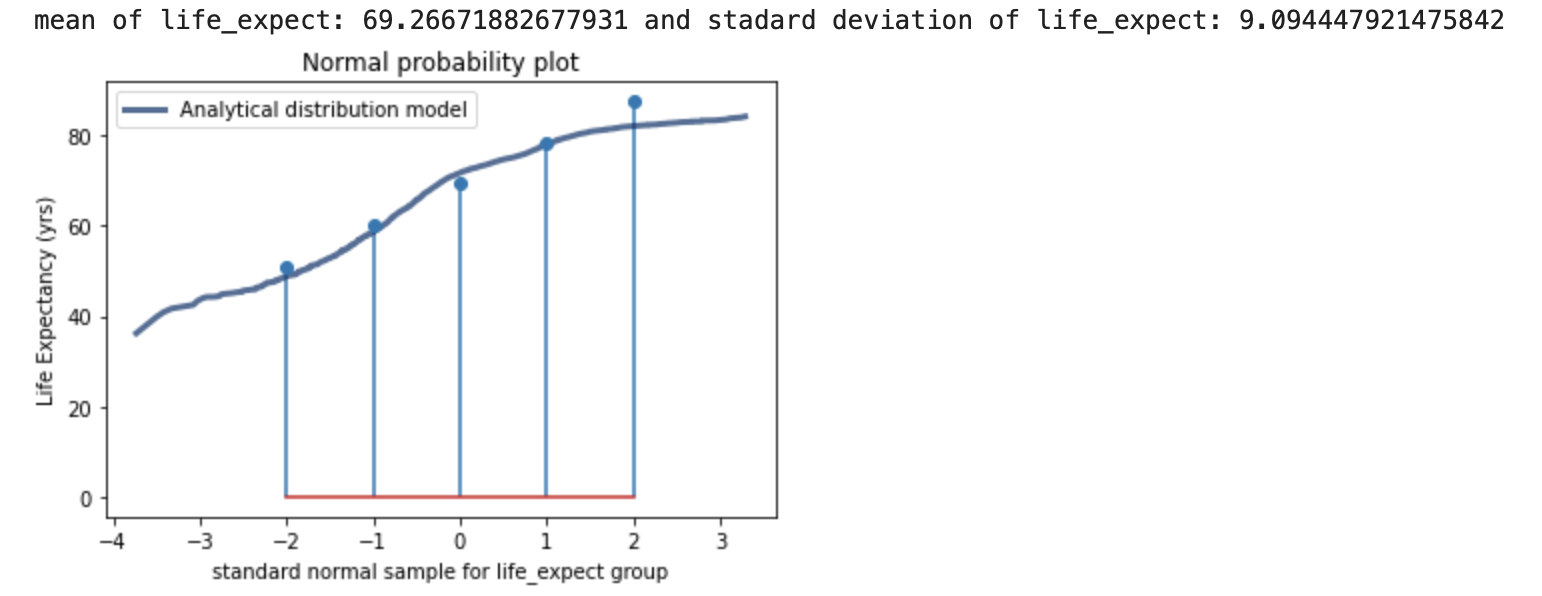 mean of life_expect: 69.26671882677931 and stadard deviation of life_expect: 9.094447921475842
Normal probability plot
Analytical distribution model
80
60
40
20
0
Life Expectancy (yrs)
−4 −3 −2 −1 0 1 2 3
standard normal sample for life_expect group